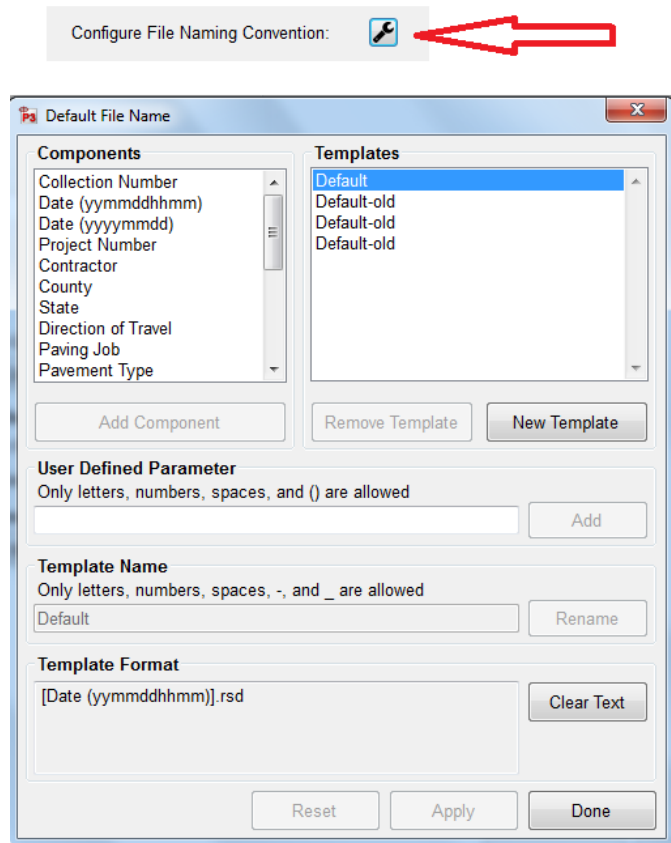 Configure File Naming Convention:
P3 Default File Name
Components
Collection Number
Date (yymmddhhmm)
Date (yyyymmdd)
Project Number
Contractor
County
State
Direction of Travel
Paving Job
Pavement Type
Add Component
Templates
Default
Default-old
Default-old
Default-old
Remove Template New Template
User Defined Parameter
Only letters, numbers, spaces, and () are allowed
Add
Template Name
Only letters, numbers, spaces, -, and _ are allowed
Default Rename
Template Format
[Date (yymmddhhmm)].rsd Clear Text
Reset Apply Done